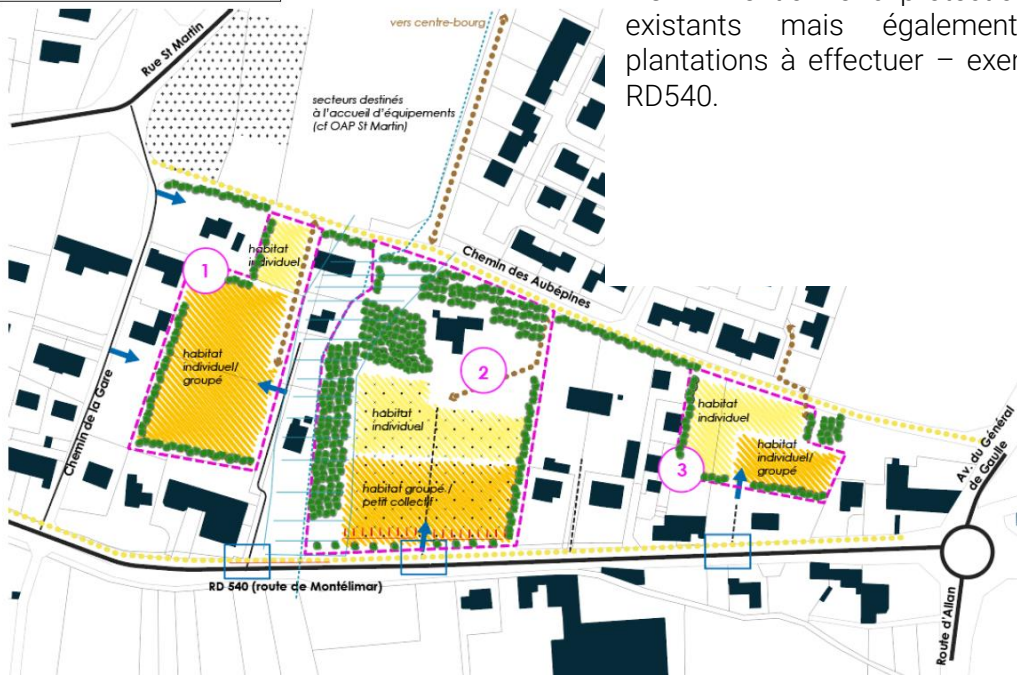 existants mais également
plantations à effectuer – exer
RD540.
vers centre-bourg
Rue St Martin
secteurs destinés
à l'accueil d'équipements
(cf OAP St Martin)
Chemin des Aubépines
habitat
individuel
1
habitat
individuel/
groupé
Chemin de la Gare
2
habitat
individuel
habitat groupé /
petit collectif
habitat
individuel
habitat
individuel/
groupé
3
Av. du Général
de Gaulle
RD 540 (route de Montélimar)
Route d'Allan